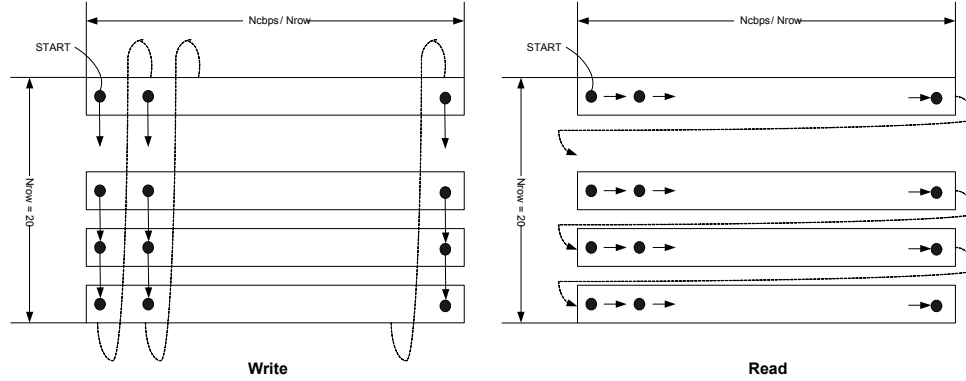 Ncbps / Nrow
START
Nrow = 20
Write
Ncbps / Nrow
START
Nrow = 20
Read